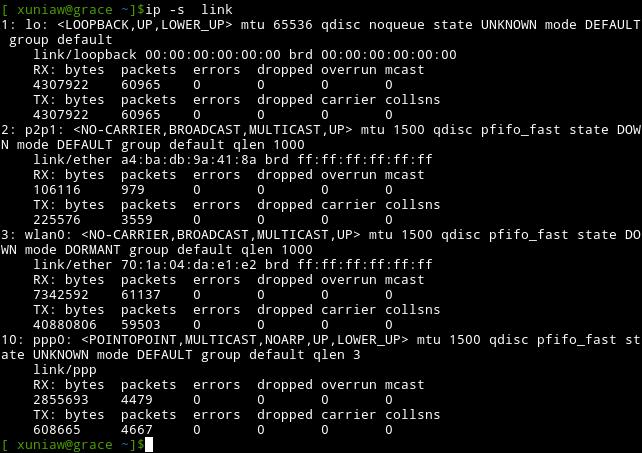 [ xuniaw@grace ~]$ip -s  link
1: lo: <LOOPBACK,UP,LOWER_UP> mtu 65536 qdisc noqueue state UNKNOWN mode DEFAULT
 group default
    link/loopback 00:00:00:00:00:00 brd 00:00:00:00:00:00
    RX: bytes  packets  errors  dropped overrun mcast
    4307922    60965    0       0       0       0
    TX: bytes  packets  errors  dropped carrier collsns
    4307922    60965    0       0       0       0
2: p2p1: <NO-CARRIER,BROADCAST,MULTICAST,UP> mtu 1500 qdisc pfifo_fast state DOW
N mode DEFAULT group default qlen 1000
    link/ether a4:ba:db:9a:41:8a brd ff:ff:ff:ff:ff:ff
    RX: bytes  packets  errors  dropped overrun mcast
    106116     979      0       0       0       0
    TX: bytes  packets  errors  dropped carrier collsns
    225576     3559     0       0       0       0
3: wlan0: <NO-CARRIER,BROADCAST,MULTICAST,UP> mtu 1500 qdisc pfifo_fast state DO
WN mode DORMANT group default qlen 1000
    link/ether 70:1a:04:da:e1:e2 brd ff:ff:ff:ff:ff:ff
    RX: bytes  packets  errors  dropped overrun mcast
    7342592    61137    0       0       0       0
    TX: bytes  packets  errors  dropped carrier collsns
    40880806   59503    0       0       0       0
10: ppp0: <POINTOPOINT,MULTICAST,NOARP,UP,LOWER_UP> mtu 1500 qdisc pfifo_fast st
ate UNKNOWN mode DEFAULT group default qlen 3
    link/ppp
    RX: bytes  packets  errors  dropped overrun mcast
    2855693    4479     0       0       0       0
    TX: bytes  packets  errors  dropped carrier collsns
    608665     4667     0       0       0       0
[ xuniaw@grace ~]$